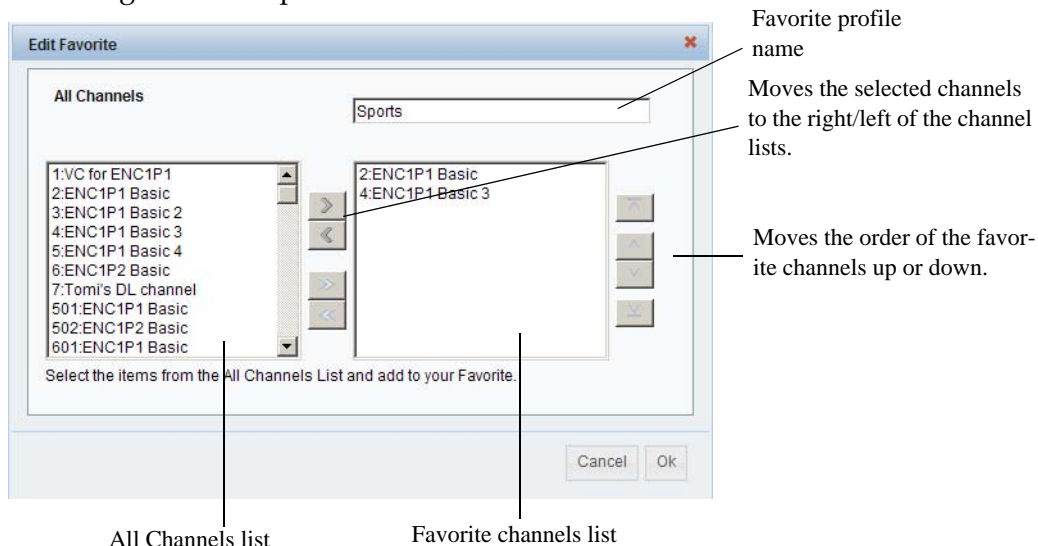 Favorite profile
name
Edit Favorite
All Channels
Sports
Moves the selected channels
to the right/left of the channel
lists.
1:VC for ENC1P1
2:ENC1P1 Basic
3:ENC1P1 Basic 2
4:ENC1P1 Basic 3
5:ENC1P1 Basic 4
6:ENC1P2 Basic
7:Tomi's DL channel
501:ENC1P1 Basic
502:ENC1P2 Basic
601:ENC1P1 Basic
2:ENC1P1 Basic
4:ENC1P1 Basic 3
Moves the order of the favor-
ite channels up or down.
Select the items from the All Channels List and add to your Favorite.
Cancel
Ok
All Channels list
Favorite channels list